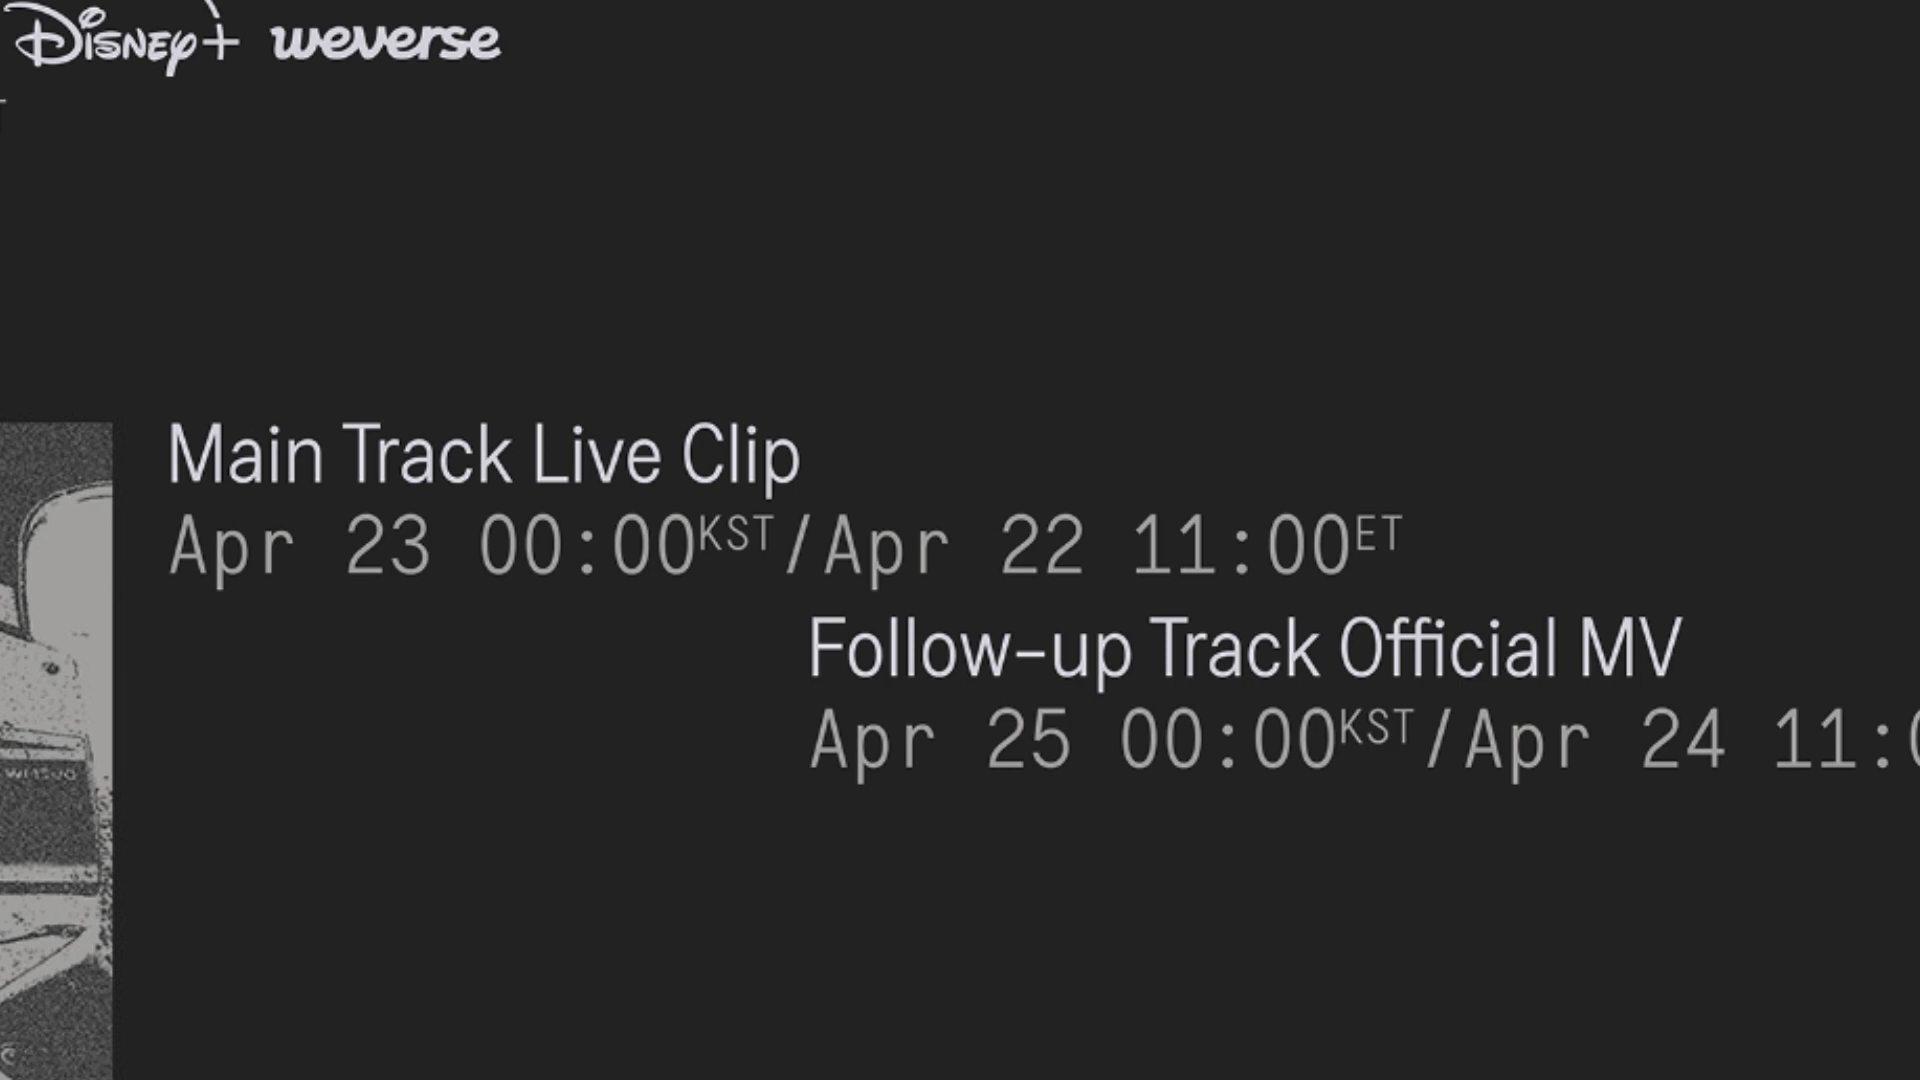 Disney+ weverse
Main Track Live Clip
Apr 23 00:00KST/Apr 22 11:00ET
Follow-up Track Official MV
Apr 25 00:00KST/Apr 24 11:0